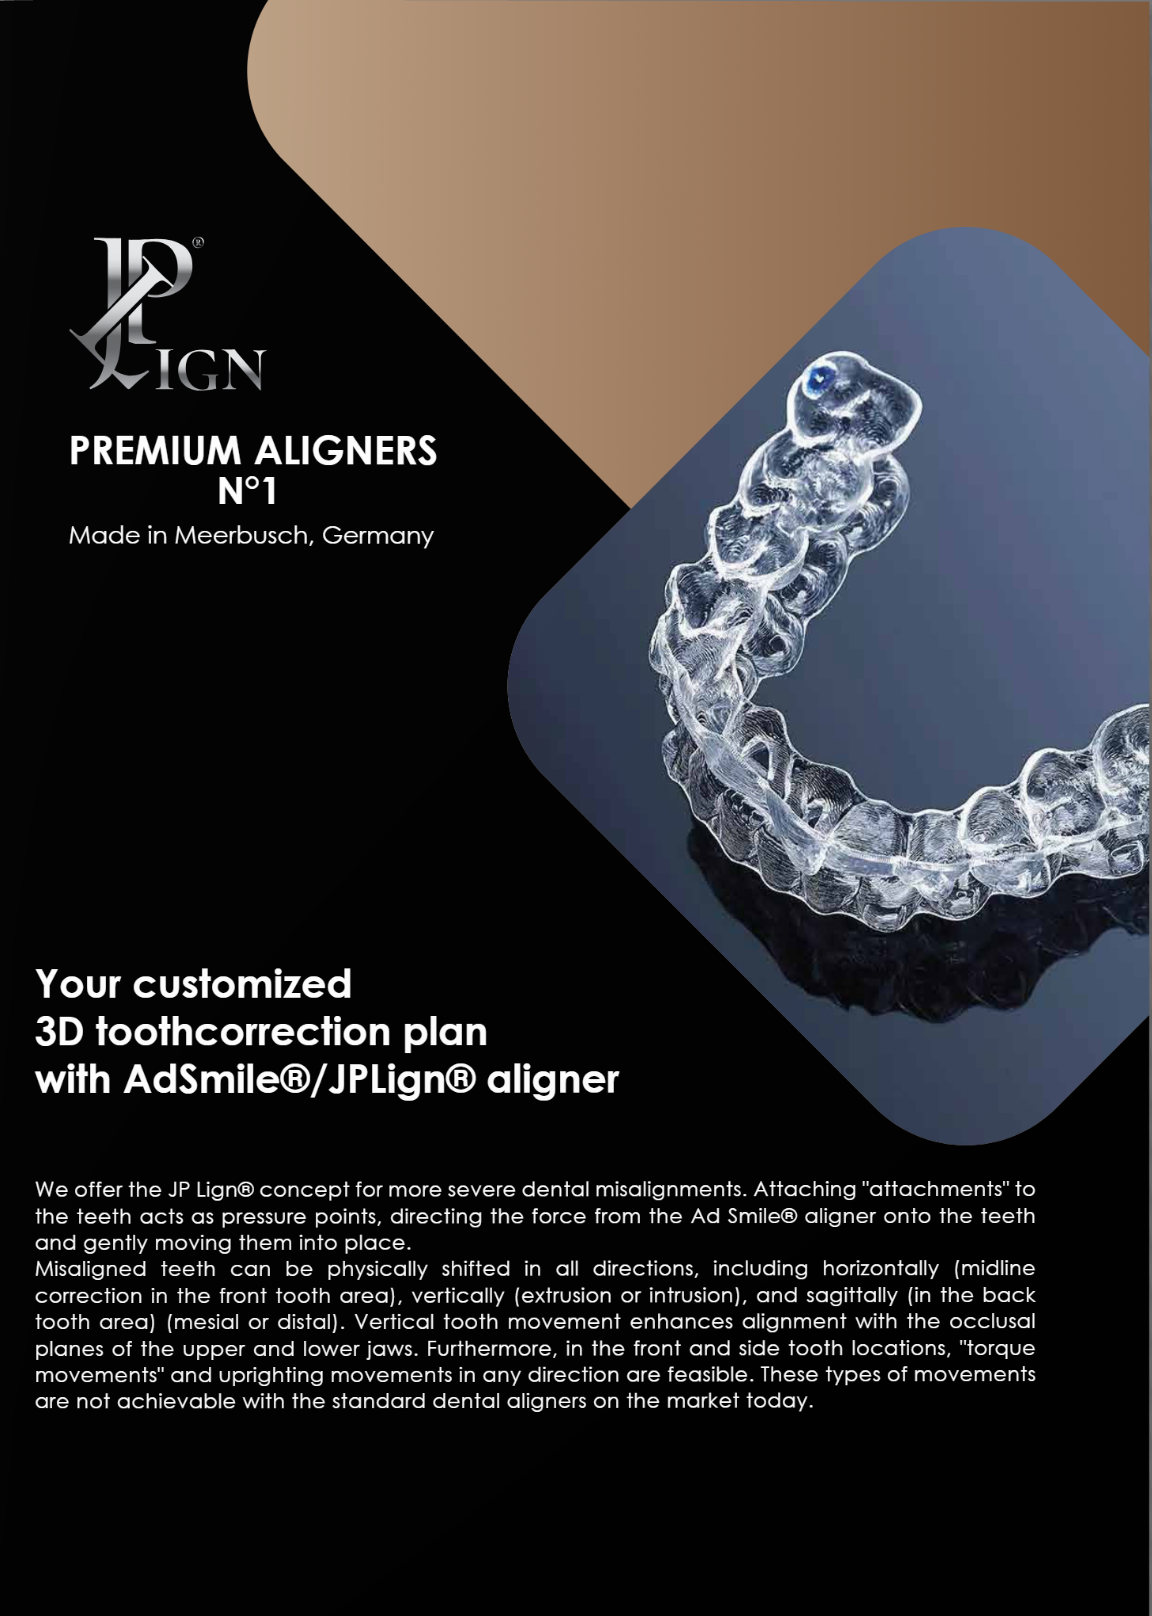 JP®
LIGN
PREMIUM ALIGNERS
N°1
Made in Meerbusch, Germany
Your customized
3D toothcorrection plan
with AdSmile®/JPLign® aligner
We offer the JP Lign® concept for more severe dental misalignments. Attaching "attachments" to
the teeth acts as pressure points, directing the force from the Ad Smile® aligner onto the teeth
and gently moving them into place.
Misaligned teeth can be physically shifted in all directions, including horizontally (midline
correction in the front tooth area), vertically (extrusion or intrusion), and sagittally (in the back
tooth area) (mesial or distal). Vertical tooth movement enhances alignment with the occlusal
planes of the upper and lower jaws. Furthermore, in the front and side tooth locations, "torque
movements" and uprighting movements in any direction are feasible. These types of movements
are not achievable with the standard dental aligners on the market today.